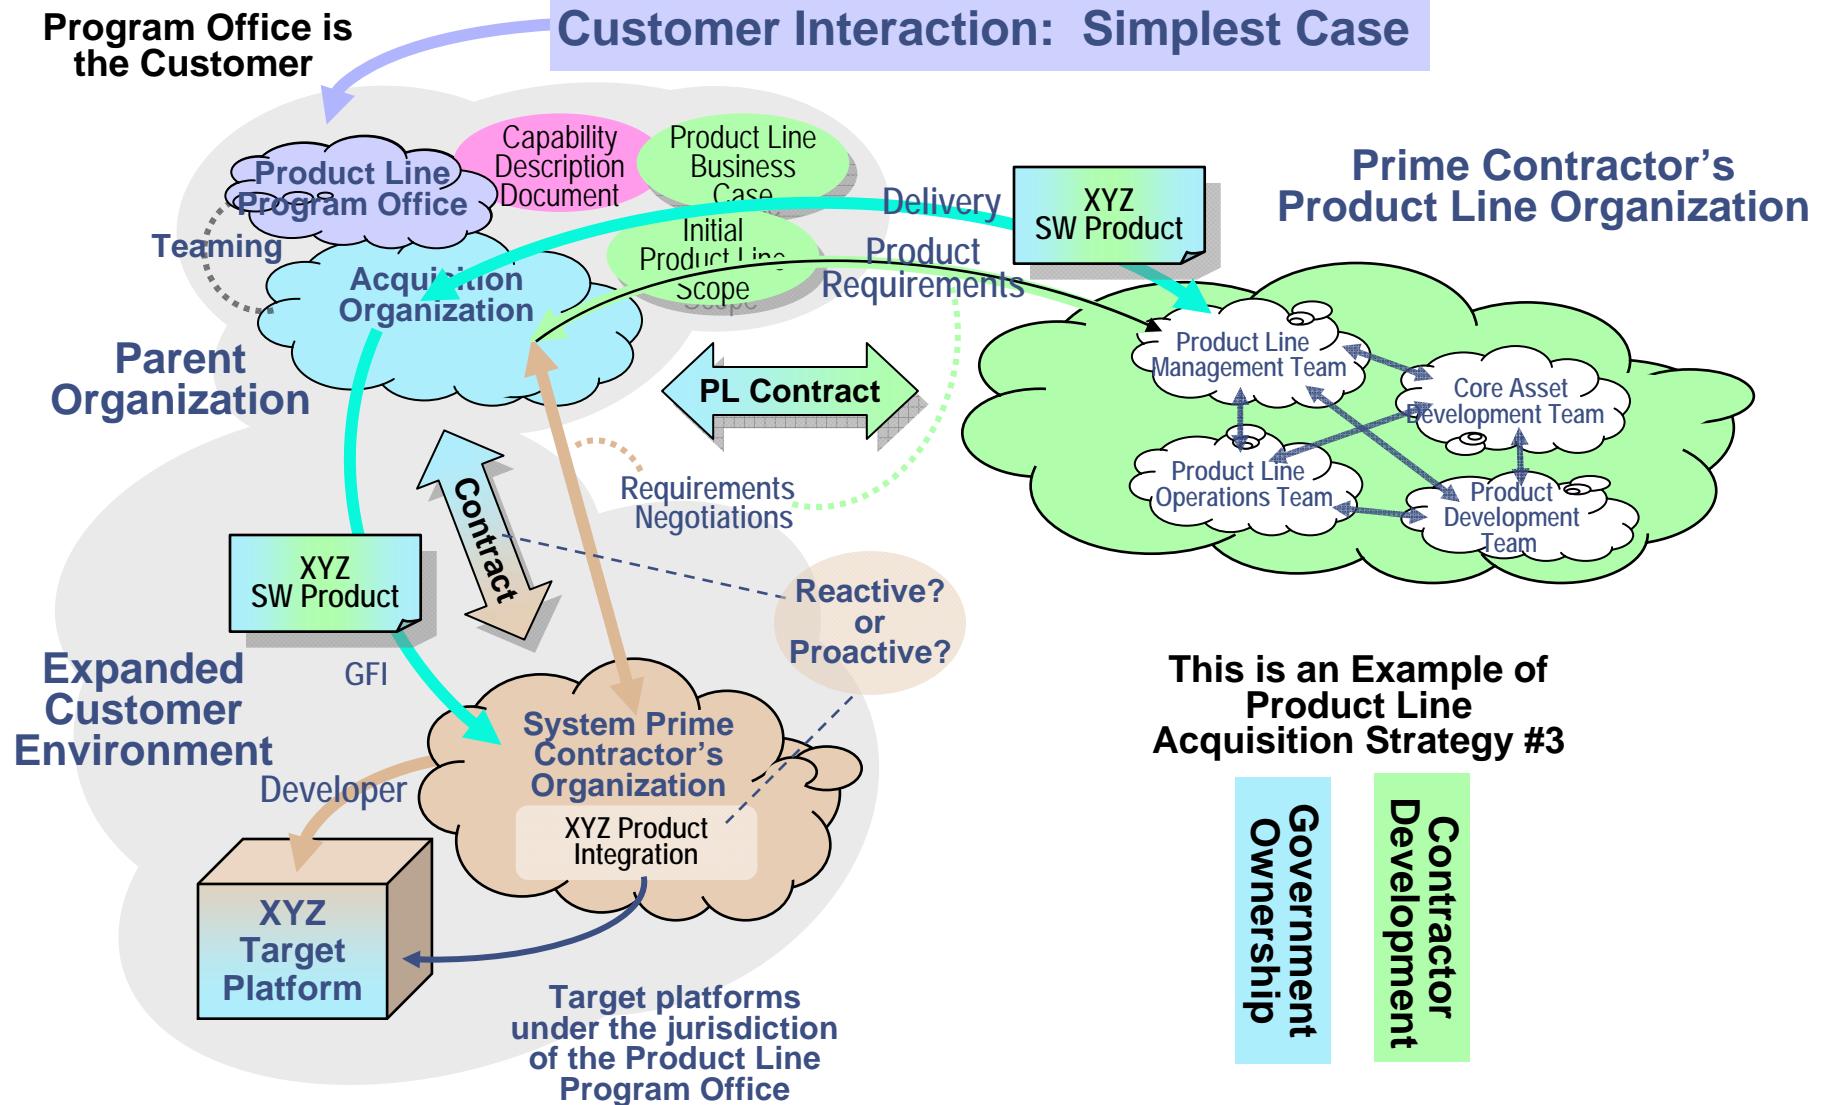 Customer Interaction:  Simplest Case
Program Office is
the Customer
Product Line
Program Office
Capability
Description
Document
Product Line
Business
Case
Initial
Product Line
Scope
Teaming
Acquisition
Organization
Parent
Organization
Delivery
Product
Requirements
XYZ
SW Product
Prime Contractor's
Product Line Organization
Product Line
Management Team
Core Asset
Development Team
Product Line
Operations Team
Product
Development
Team
PL Contract
Contract
Requirements
Negotiations
Reactive?
or
Proactive?
XYZ
SW Product
GFI
Expanded
Customer
Environment
System Prime
Contractor's
Organization
XYZ Product
Integration
Developer
XYZ
Target
Platform
Target platforms
under the jurisdiction
of the Product Line
Program Office
This is an Example of
Product Line
Acquisition Strategy #3
Government
Ownership
Contractor
Development